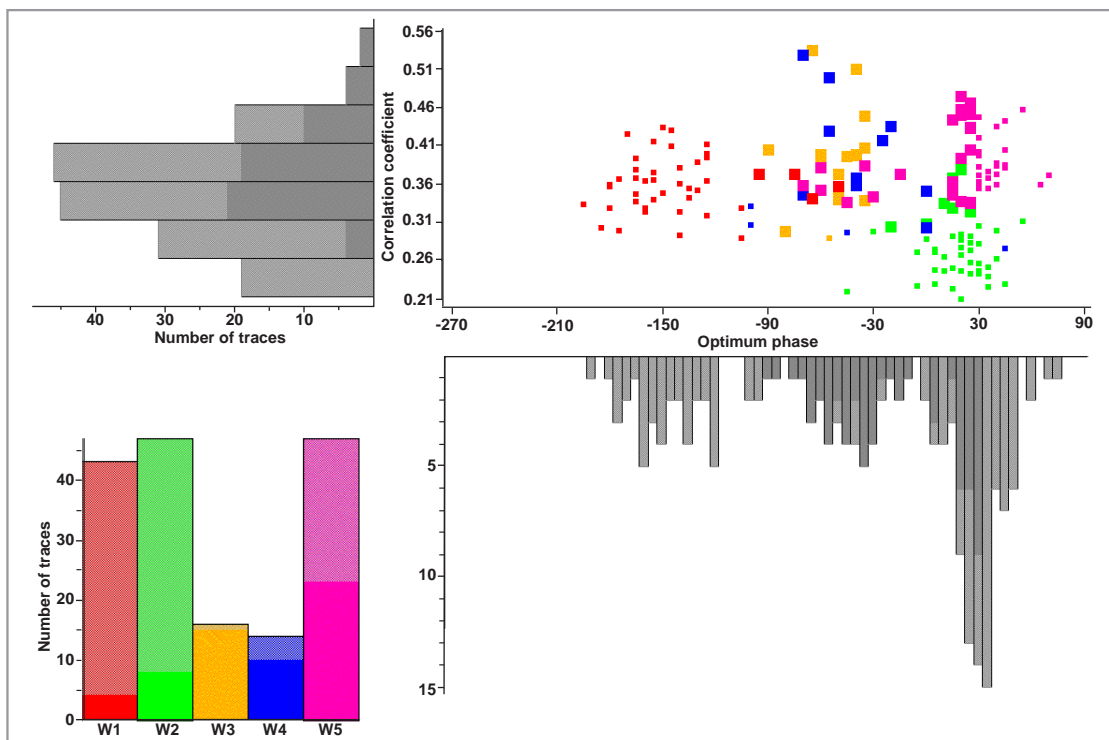 40 30 20 10
Number of traces
Correlation coefficient
0.56
0.51
0.46
0.41
0.36
0.31
0.26
0.21
-270 -210 -150 -90 -30 30 90
Optimum phase
5
10
15
Number of traces
40
30
20
10
0
W1 W2 W3 W4 W5